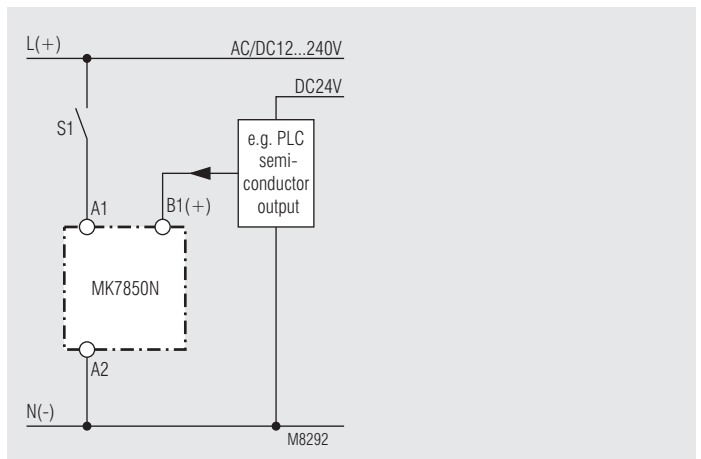 L(+)
AC/DC12...240V
DC24V
S1
e.g. PLC
semi-
conductor
output
A1
B1(+)
MK7850N
A2
N(-)
M8292